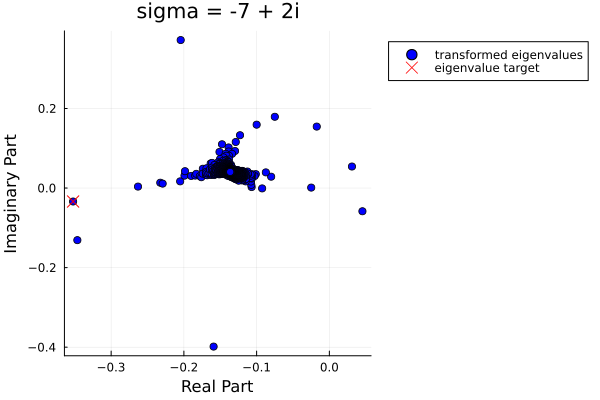 sigma = -7 + 2i
transformed eigenvalues
eigenvalue target
Imaginary Part
0.2
0.0
−0.2
−0.4
−0.3
−0.2
−0.1
0.0
Real Part